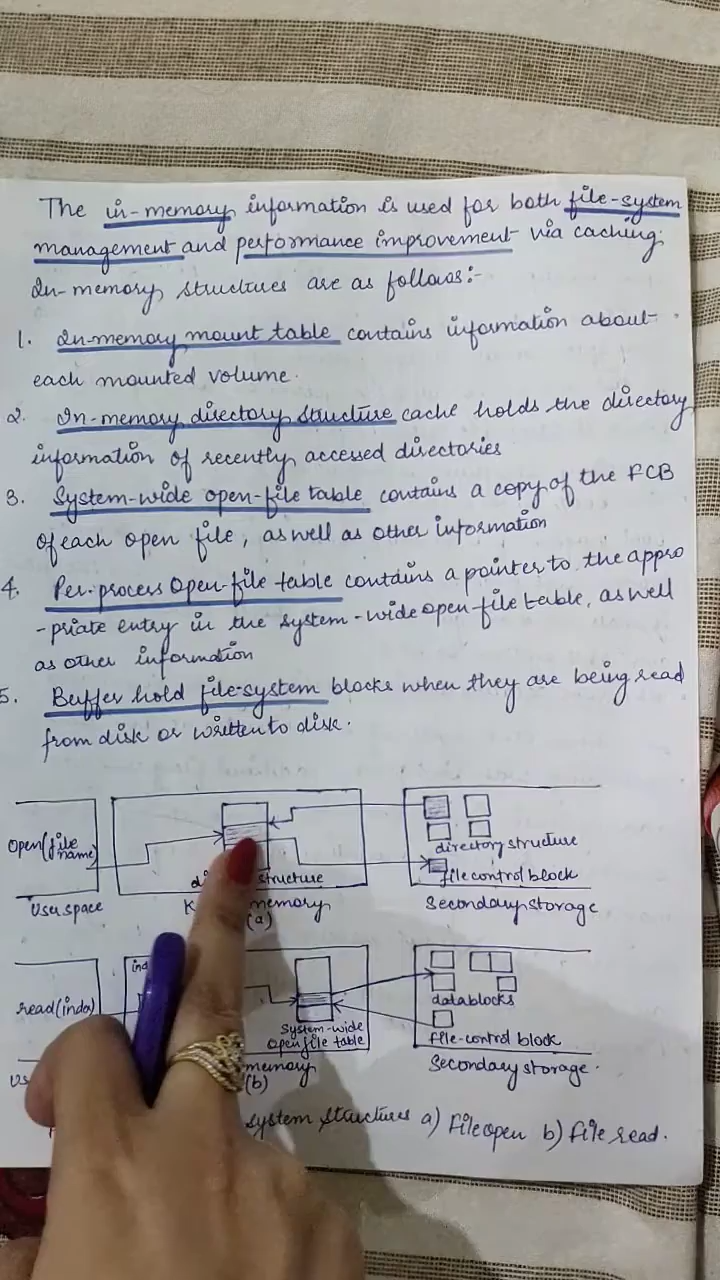 The in-memory information is used for both file-system
management and performance improvement via caching.
In-memory structures are as follows:-
1. In-memory mount table contains information about
each mounted volume.
2. In-memory directory structure cache holds the directory
information of recently accessed directories
3. System-wide open-file table contains a copy of the FCB
of each open file, as well as other information
4. Per-process open-file table contains a pointer to the appro
-priate entry in the system-wide open-file table, as well
as other information
5. Buffer hold file-system blocks when they are being read
from disk or written to disk.
open(file name)
directory structure
file control block
structure
User space
memory
Secondary storage
(a)
read(index)
data blocks
System-wide
open file table
file-control block
memory
Secondary storage.
(b)
system structures a) File open b) File read.